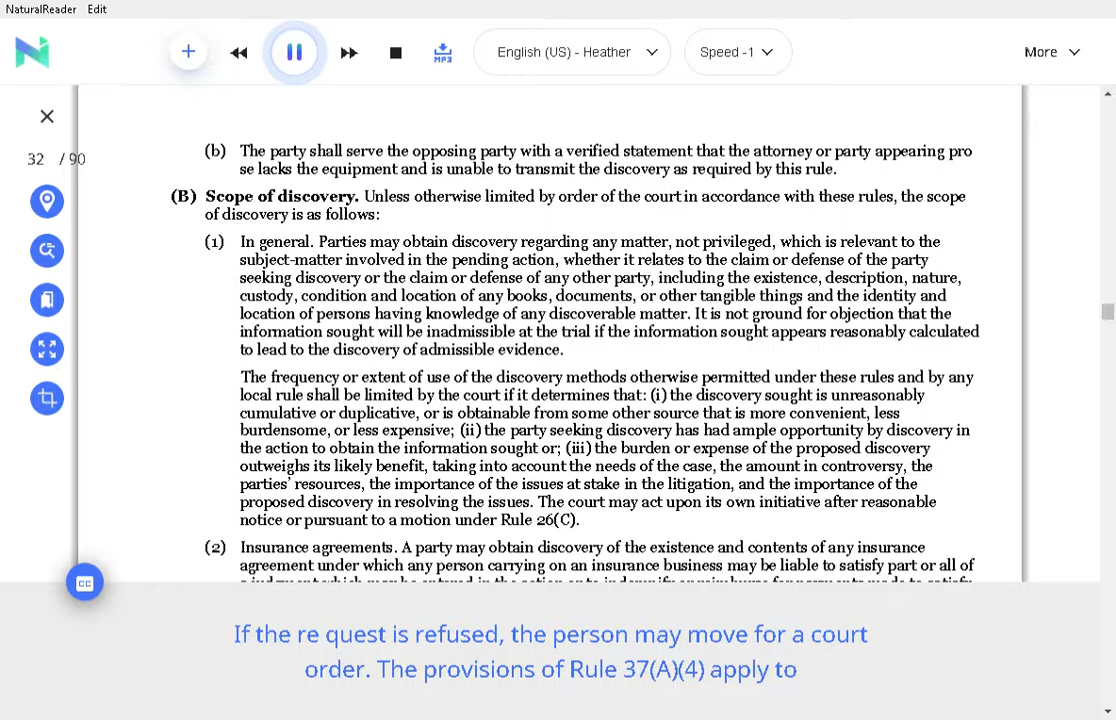 NaturalReader Edit
English (US) - Heather
Speed -1
More
MP3
32 / 90
(b) The party shall serve the opposing party with a verified statement that the attorney or party appearing pro
se lacks the equipment and is unable to transmit the discovery as required by this rule.
(B) Scope of discovery. Unless otherwise limited by order of the court in accordance with these rules, the scope
of discovery is as follows:
(1) In general. Parties may obtain discovery regarding any matter, not privileged, which is relevant to the
subject-matter involved in the pending action, whether it relates to the claim or defense of the party
seeking discovery or the claim or defense of any other party, including the existence, description, nature,
custody, condition and location of any books, documents, or other tangible things and the identity and
location of persons having knowledge of any discoverable matter. It is not ground for objection that the
information sought will be inadmissible at the trial if the information sought appears reasonably calculated
to lead to the discovery of admissible evidence.
The frequency or extent of use of the discovery methods otherwise permitted under these rules and by any
local rule shall be limited by the court if it determines that: (i) the discovery sought is unreasonably
cumulative or duplicative, or is obtainable from some other source that is more convenient, less
burdensome, or less expensive; (ii) the party seeking discovery has had ample opportunity by discovery in
the action to obtain the information sought or; (iii) the burden or expense of the proposed discovery
outweighs its likely benefit, taking into account the needs of the case, the amount in controversy, the
parties' resources, the importance of the issues at stake in the litigation, and the importance of the
proposed discovery in resolving the issues. The court may act upon its own initiative after reasonable
notice or pursuant to a motion under Rule 26(C).
(2) Insurance agreements. A party may obtain discovery of the existence and contents of any insurance
agreement under which any person carrying on an insurance business may be liable to satisfy part or all of
CC
If the re quest is refused, the person may move for a court
order. The provisions of Rule 37(A)(4) apply to